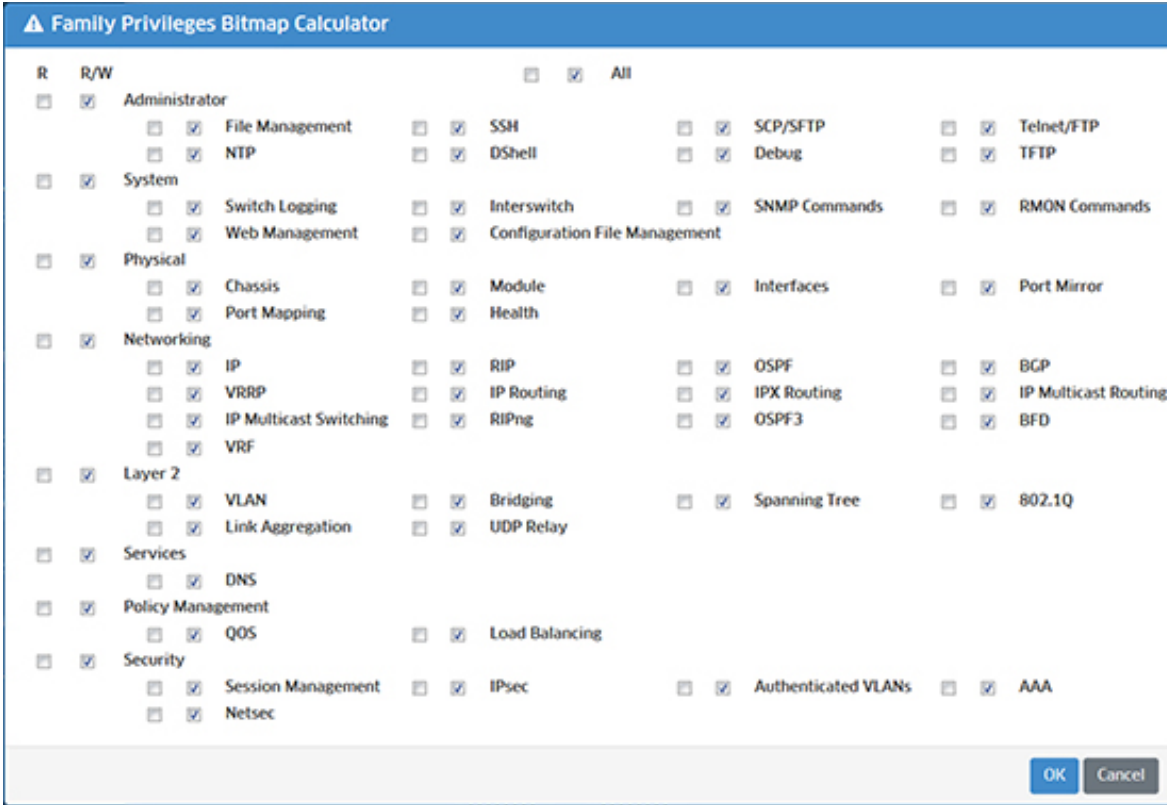 Family Privileges Bitmap Calculator
R R/W All
Administrator
File Management SSH SCP/SFTP Telnet/FTP
NTP DShell Debug TFTP
System
Switch Logging Interswitch SNMP Commands RMON Commands
Web Management Configuration File Management
Physical
Chassis Module Interfaces Port Mirror
Port Mapping Health
Networking
IP RIP OSPF BGP
VRRP IP Routing IPX Routing IP Multicast Routing
IP Multicast Switching RIPng OSPF3 BFD
VRF
Layer 2
VLAN Bridging Spanning Tree 802.1Q
Link Aggregation UDP Relay
Services
DNS
Policy Management
QOS Load Balancing
Security
Session Management IPsec Authenticated VLANs AAA
Netsec
OK Cancel